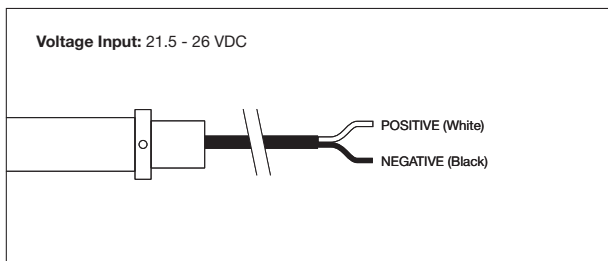 Voltage Input: 21.5 - 26 VDC
POSITIVE (White)
NEGATIVE (Black)